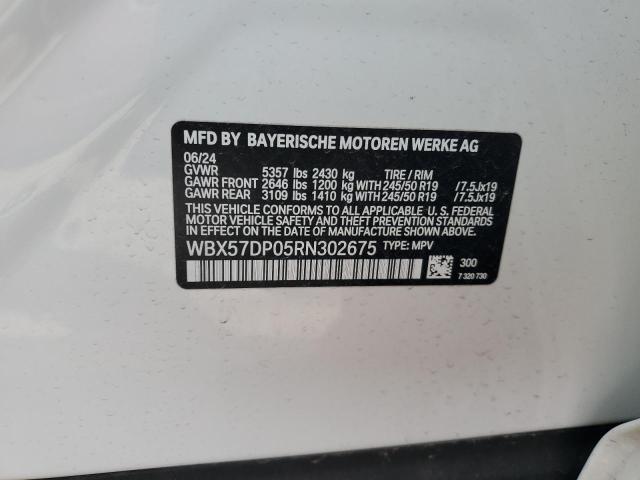 MFD BY BAYERISCHE MOTOREN WERKE AG
06/24
GVWR 5357 lbs 2430 kg TIRE / RIM
GAWR FRONT 2646 lbs 1200 kg WITH 245/50 R19 /7.5Jx19
GAWR REAR 3109 lbs 1410 kg WITH 245/50 R19 /7.5Jx19
THIS VEHICLE CONFORMS TO ALL APPLICABLE U. S. FEDERAL
MOTOR VEHICLE SAFETY, BUMPER, AND THEFT PREVENTION STANDARDS
IN EFFECT ON THE DATE OF MANUFACTURE SHOWN ABOVE.
WBX57DP05RN302675 TYPE: MPV
300
7 320 730